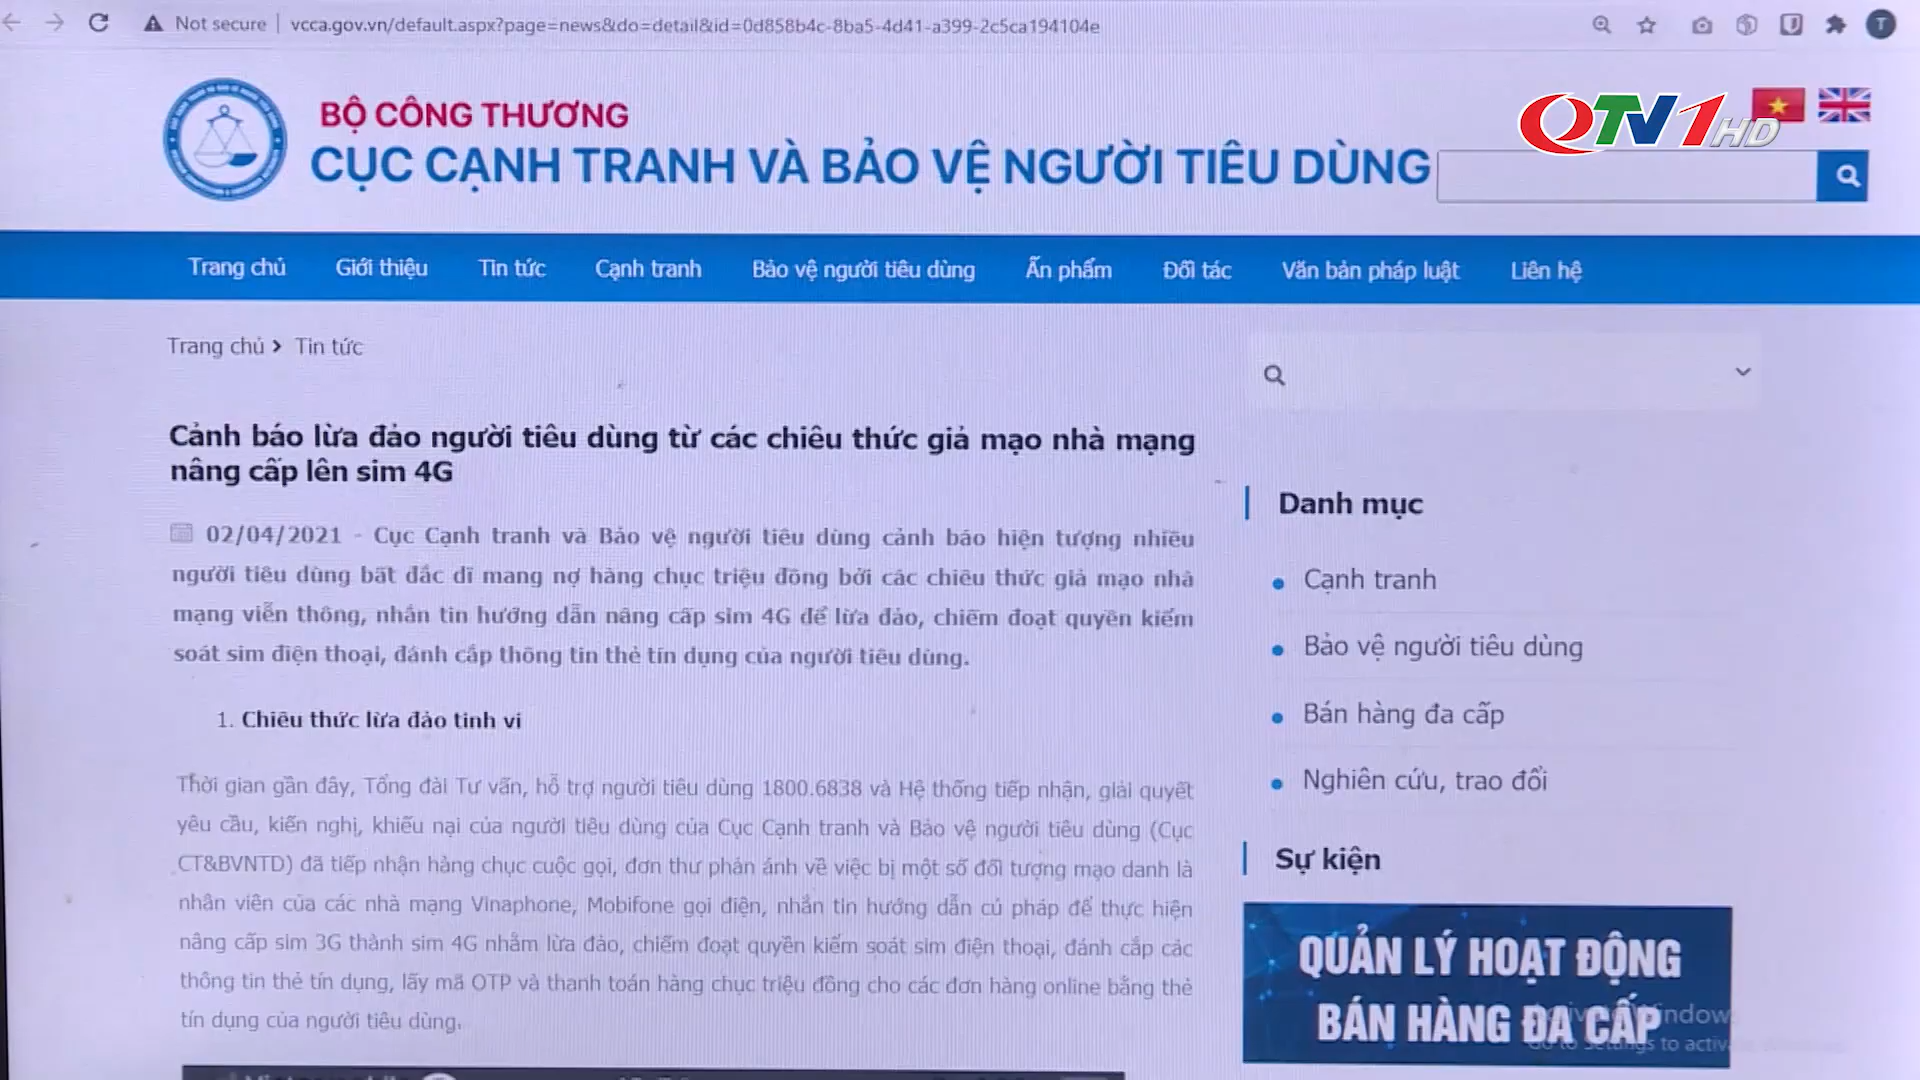 Not secure | vcca.gov.vn/default.aspx?page=news&do=detail&id=0d858b4c-8ba5-4d41-a399-2c5ca194104e
T
BỘ CÔNG THƯƠNG
CỤC CẠNH TRANH VÀ BẢO VỆ NGƯỜI TIÊU DÙNG
QTV1HD
Trang chủ Giới thiệu Tin tức Cạnh tranh Bảo vệ người tiêu dùng Ấn phẩm Đối tác Văn bản pháp luật Liên hệ
Trang chủ > Tin tức
Cảnh báo lừa đảo người tiêu dùng từ các chiêu thức giả mạo nhà mạng
nâng cấp lên sim 4G
02/04/2021 - Cục Cạnh tranh và Bảo vệ người tiêu dùng cảnh báo hiện tượng nhiều
người tiêu dùng bất đắc dĩ mang nợ hàng chục triệu đồng bởi các chiêu thức giả mạo nhà
mạng viễn thông, nhắn tin hướng dẫn nâng cấp sim 4G để lừa đảo, chiếm đoạt quyền kiểm
soát sim điện thoại, đánh cắp thông tin thẻ tín dụng của người tiêu dùng.
1. Chiêu thức lừa đảo tinh vi
Thời gian gần đây, Tổng đài Tư vấn, hỗ trợ người tiêu dùng 1800.6838 và Hệ thống tiếp nhận, giải quyết
yêu cầu, kiến nghị, khiếu nại của người tiêu dùng của Cục Cạnh tranh và Bảo vệ người tiêu dùng (Cục
CT&BVNTD) đã tiếp nhận hàng chục cuộc gọi, đơn thư phản ánh về việc bị một số đối tượng mạo danh là
nhân viên của các nhà mạng Vinaphone, Mobifone gọi điện, nhắn tin hướng dẫn cú pháp để thực hiện
nâng cấp sim 3G thành sim 4G nhằm lừa đảo, chiếm đoạt quyền kiểm soát sim điện thoại, đánh cắp các
thông tin thẻ tín dụng, lấy mã OTP và thanh toán hàng chục triệu đồng cho các đơn hàng online bằng thẻ
tín dụng của người tiêu dùng.
Danh mục
Cạnh tranh
Bảo vệ người tiêu dùng
Bán hàng đa cấp
Nghiên cứu, trao đổi
Sự kiện
QUẢN LÝ HOẠT ĐỘNG
BÁN HÀNG ĐA CẤP